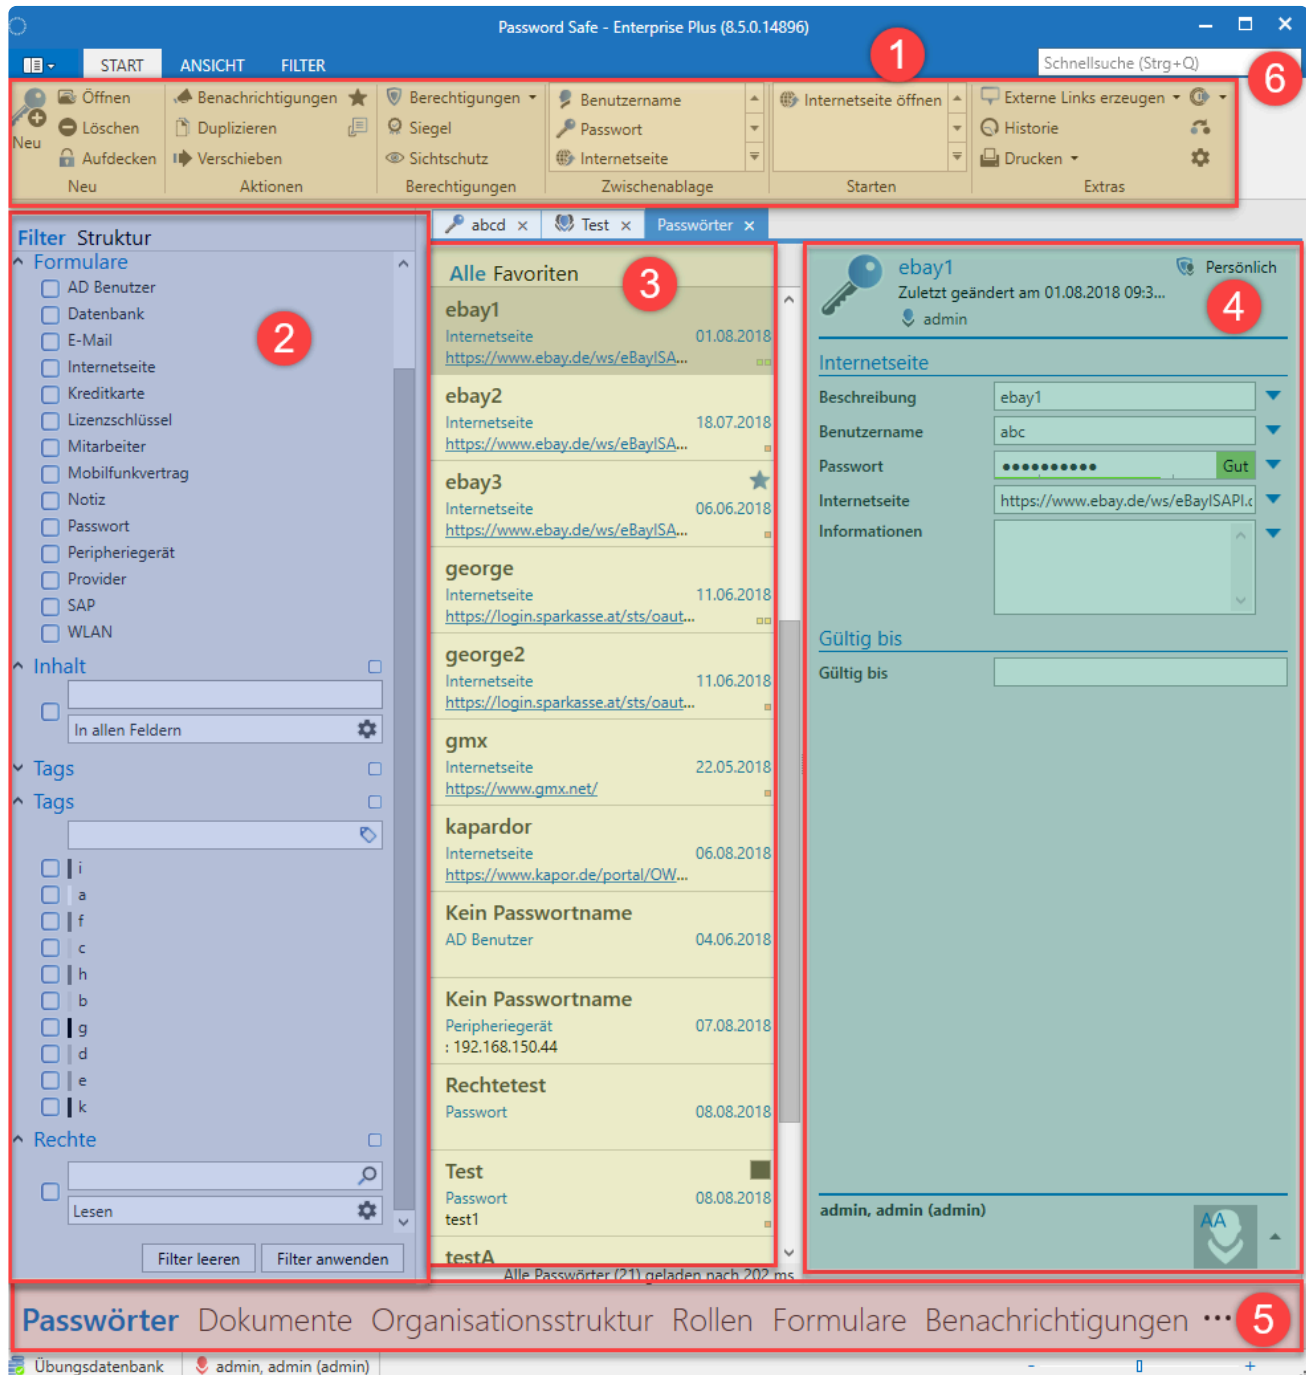 Password Safe - Enterprise Plus (8.5.0.14896)
START ANSICHT FILTER
Schnellsuche (Strg+Q)
1
6
Neu
Öffnen
Löschen
Aufdecken
Neu
Benachrichtigungen
Duplizieren
Verschieben
Aktionen
Berechtigungen
Siegel
Sichtschutz
Berechtigungen
Benutzername
Passwort
Internetseite
Zwischenablage
Internetseite öffnen
Starten
Externe Links erzeugen
Historie
Drucken
Extras
Filter Struktur
Formulare
AD Benutzer
Datenbank
E-Mail
2
Internetseite
Kreditkarte
Lizenzschlüssel
Mitarbeiter
Mobilfunkvertrag
Notiz
Passwort
Peripheriegerät
Provider
SAP
WLAN
Inhalt
In allen Feldern
Tags
Tags
i
a
f
c
h
b
g
d
e
k
Rechte
Lesen
Filter leeren Filter anwenden
abcd × Test × Passwörter ×
Alle Favoriten
3
ebay1
Internetseite 01.08.2018
https://www.ebay.de/ws/eBayISA...
ebay2
Internetseite 18.07.2018
https://www.ebay.de/ws/eBayISA...
ebay3
Internetseite 06.06.2018
https://www.ebay.de/ws/eBayISA...
george
Internetseite 11.06.2018
https://login.sparkasse.at/sts/oaut...
george2
Internetseite 11.06.2018
https://login.sparkasse.at/sts/oaut...
gmx
Internetseite 22.05.2018
https://www.gmx.net/
kapardor
Internetseite 06.08.2018
https://www.kapor.de/portal/OW...
Kein Passwortname
AD Benutzer 04.06.2018
Kein Passwortname
Peripheriegerät 07.08.2018
: 192.168.150.44
Rechtetest
Passwort 08.08.2018
Test
Passwort 08.08.2018
test1
testA
Alle Passwörter (21) geladen nach 202 ms
ebay1 Persönlich
Zuletzt geändert am 01.08.2018 09:3...
admin
4
Internetseite
Beschreibung ebay1
Benutzername abc
Passwort ●●●●●●●●●● Gut
Internetseite https://www.ebay.de/ws/eBayISAPI.c
Informationen
Gültig bis
Gültig bis
admin, admin (admin)
AA
Passwörter Dokumente Organisationsstruktur Rollen Formulare Benachrichtigungen ...
5
Übungsdatenbank admin, admin (admin)
- +